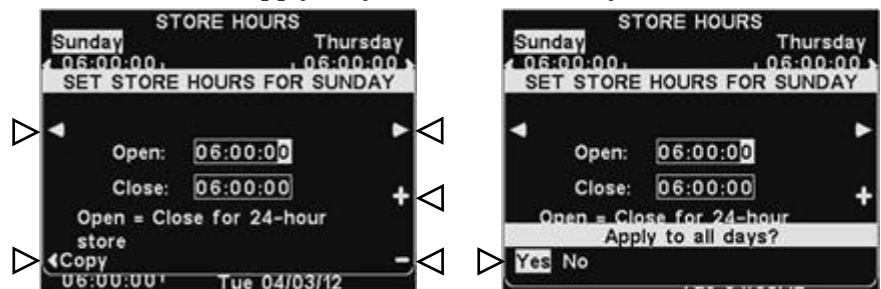 STORE HOURS
Sunday Thursday
06:00:00 06:00:00
SET STORE HOURS FOR SUNDAY
Open: 06:00:00
Close: 06:00:00
Open = Close for 24-hour
store
Copy
06:00:00 Tue 04/03/12
STORE HOURS
Sunday Thursday
06:00:00 06:00:00
SET STORE HOURS FOR SUNDAY
Open: 06:00:00
Close: 06:00:00
Open = Close for 24-hour
Apply to all days?
Yes No